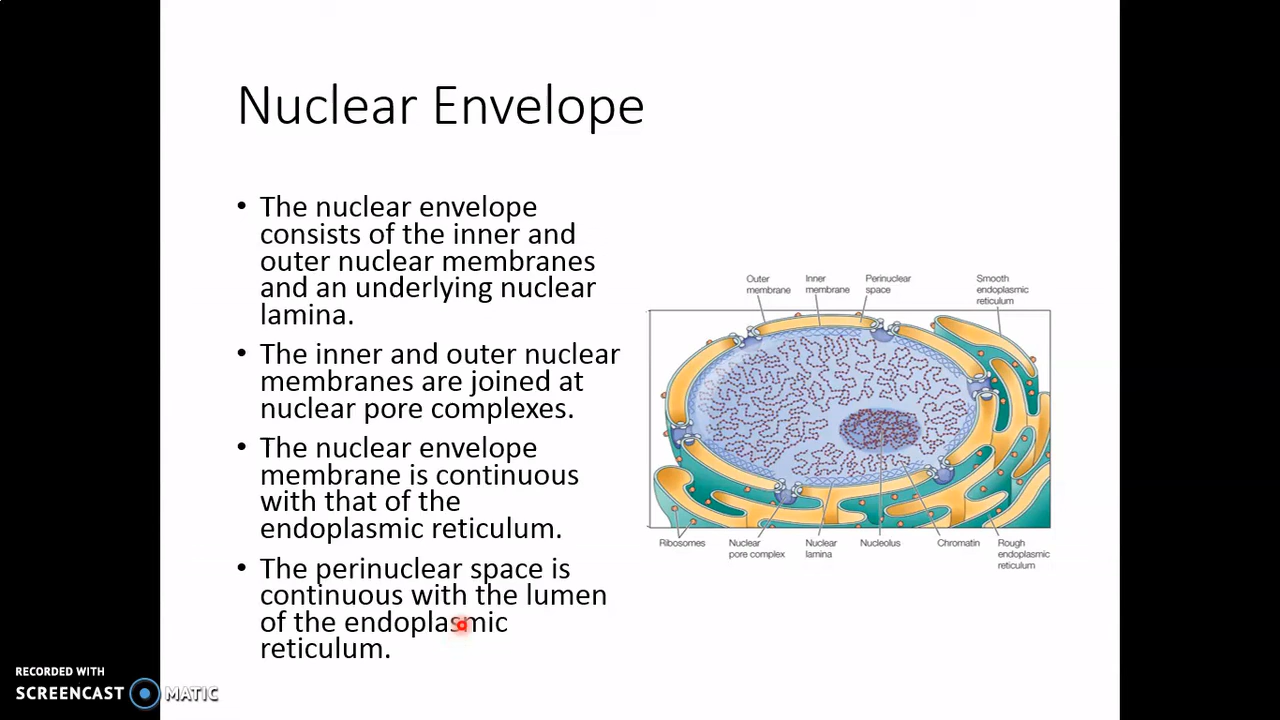 Nuclear Envelope
• The nuclear envelope
consists of the inner and
outer nuclear membranes
and an underlying nuclear
lamina.
• The inner and outer nuclear
membranes are joined at
nuclear pore complexes.
• The nuclear envelope
membrane is continuous
with that of the
endoplasmic reticulum.
• The perinuclear space is
continuous with the lumen
of the endoplasmic
reticulum.
Outer
membrane
Inner
membrane
Perinuclear
space
Smooth
endoplasmic
reticulum
Ribosomes
Nuclear
pore complex
Nuclear
lamina
Nucleolus
Chromatin
Rough
endoplasmic
reticulum
RECORDED WITH
SCREENCAST MATIC